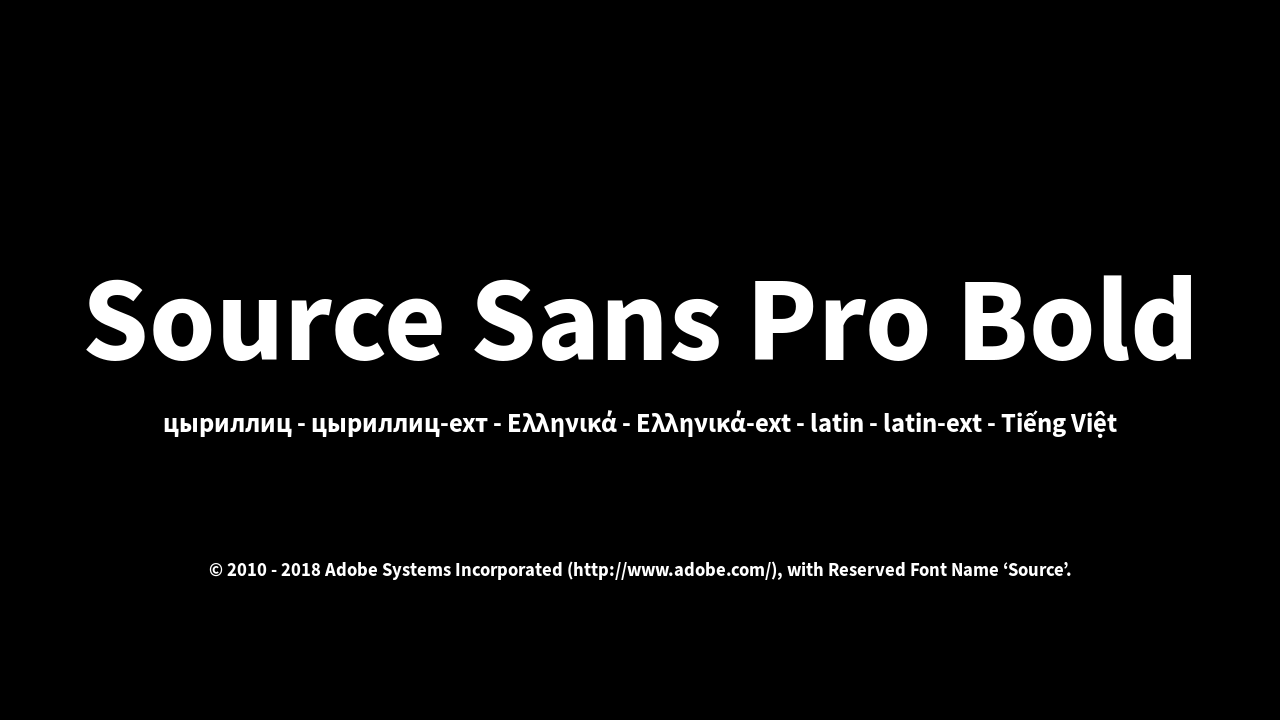 Source Sans Pro Bold
цыриллиц - цыриллиц-ехт - Ελληνικά - Ελληνικά-ext - latin - latin-ext - Tiếng Việt
© 2010 - 2018 Adobe Systems Incorporated (http://www.adobe.com/), with Reserved Font Name ‘Source’.